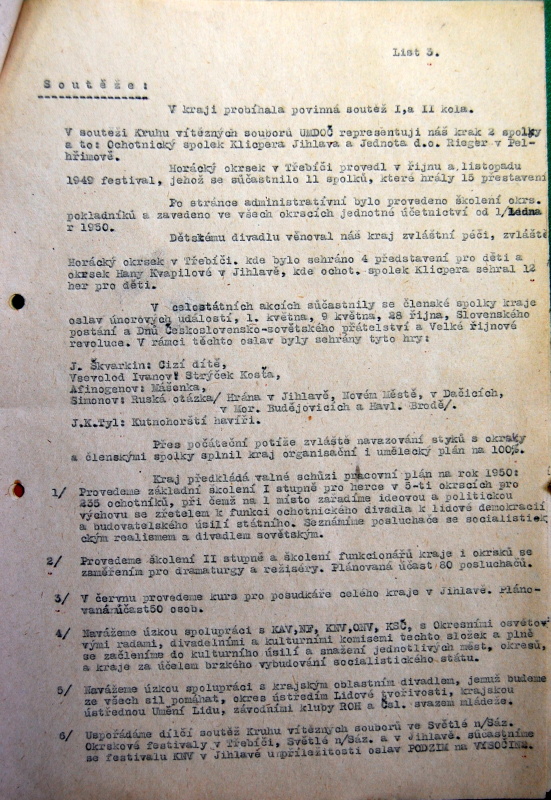 List 3.
Soutěže:
V kraji probíhala povinná soutěž I,a II kola.
V soutěži Kruhu vítězných souborů UMDOČ representují náš krak 2 spolky
a to: Ochotnický spolek Klicpera Jihlava a Jednota d.o. Rieger v Pel-
hřimově.
Horácký okrsek v Třebíči provedl v říjnu a listopadu
1949 festival, jehož se súčastnilo 11 spolků, které hrály 15 prestavení
Po stránce administrativní bylo provedeno školení okrs.
pokladníků a zavedeno ve všech okrscích jednotné účetnictví od 1/ledna
r 1950.
Dětskému divadlu věnoval náš kraj zvláštní péči, zvláště
Horácký okrsek v Třebíči. kde bylo sehráno 4 představení pro děti a
okrsek Hany Kvapilové v Jihlavě, kde ochot. spolek Klicpera sehrál 12
her pro děti.
V celostátních akcích súčastnily se členské spolky kraje
oslav únorových událostí, 1. května, 9 května, 28 října, Slovenského
postání a Dnů Československo-sovětského přátelství a Velké říjnové
revoluce. V rámci těchto oslav byly sehrány tyto hry:
J. Škvarkin: Cizí dítě,
Vsevolod Ivanov: Strýček Kosta,
Afinogenov: Mášenka,
Simonov: Ruská otázka/ Hrána v Jihlavě, Novém Městě, v Dačicích,
v Mor. Budějovicích a Havl. Brodě/.
J.K.Tyl: Kutnohorští havíři.
Přes počáteční potíže zvláště navazování styků s okrsky
a členskými spolky splnil kraj organisační i umělecký plán na 100%.
Kraj předkládá valné schůzi pracovní plán na rok 1950:
1/ Provedeme základní školení I stupně pro herce v 5-ti okrscích pro
255 ochotníků, při čemž na 1 místo zařadíme ideovou a politickou
výchovu se zřetelem k funkci ochotnického divadla k lidové demokracii
a budovatelského úsilí státního. Seznámíme posluchače se socialistick
kým realismem a divadlem sovětským.
2/ Provedeme školení II stupně a školení funkcionářů kraje i okrsků se
zaměřením pro dramaturgy a režiséry. Plánovaná účast 80 posluchačů.
3/ V červnu provedeme kurs pro posudkáře celého kraje v Jihlavě. Pláno-
vaná účast 50 osob.
4/ Navážeme úzkou spolupráci s KAV,NF, KNV,ONV, KSČ, s Okresními osvětov
vými radami, divadelními a kulturními komisemi těchto složek a plně
se začleníme do kulturního úsilí a snažení jednotlivých měst, okresů,
a kraje za účelem brzkého vybudování socialistického státu.
5/ Navážeme úzkou spolupráci s krajským oblastním divadlem, jemuž budeme
ze všech sil pomáhat, okres ústředím Lidové tvořivosti, krajskou
ústřednou Umění Lidu, závodními kluby ROH a Čsl. svazem mládeže.
6/ Uspořádáme dílčí soutěž Kruhu vítězných souborů ve Světlé n/Sáz.
Okrskové festivaly v Třebíči, Světlé n/Sáz. a v Jihlavě. súčastníme
se festivalu KNV v Jihlavě u příležitosti oslav PODZIM na VYSOČINĚ.